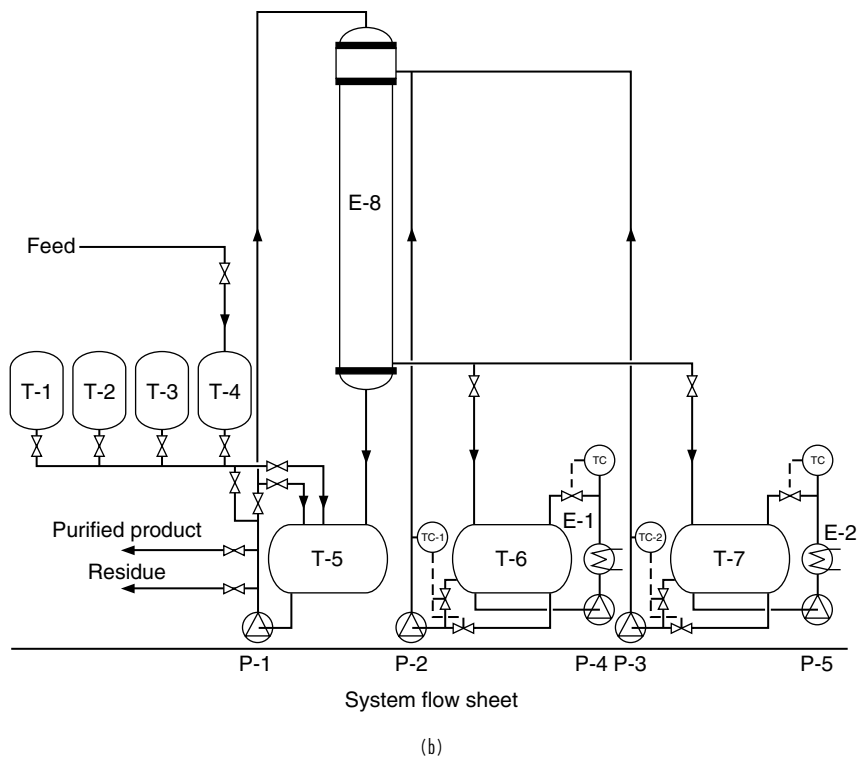 E-8
Feed
T-1 T-2 T-3 T-4
TC TC
Purified product
E-1 E-2
TC-1 TC-2
T-5 T-6 T-7
Residue
P-1 P-2 P-4 P-3 P-5
System flow sheet
(b)